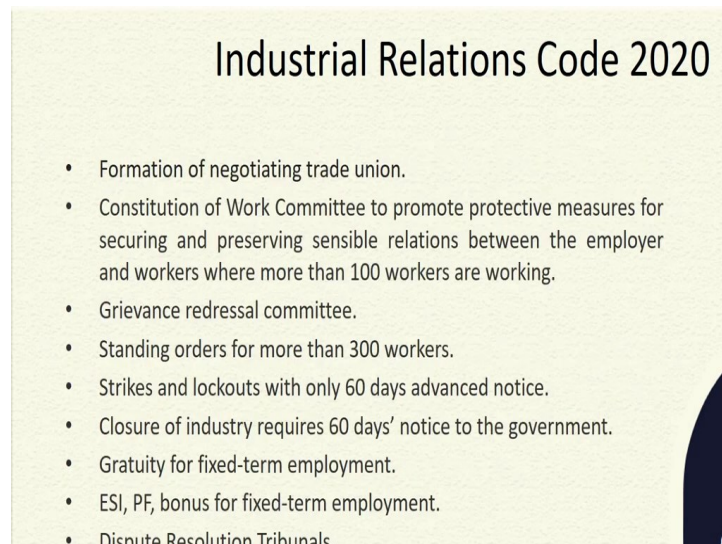 Industrial Relations Code 2020
• Formation of negotiating trade union.
• Constitution of Work Committee to promote protective measures for
securing and preserving sensible relations between the employer
and workers where more than 100 workers are working.
• Grievance redressal committee.
• Standing orders for more than 300 workers.
• Strikes and lockouts with only 60 days advanced notice.
• Closure of industry requires 60 days’ notice to the government.
• Gratuity for fixed-term employment.
• ESI, PF, bonus for fixed-term employment.
• Dispute Resolution Tribunals